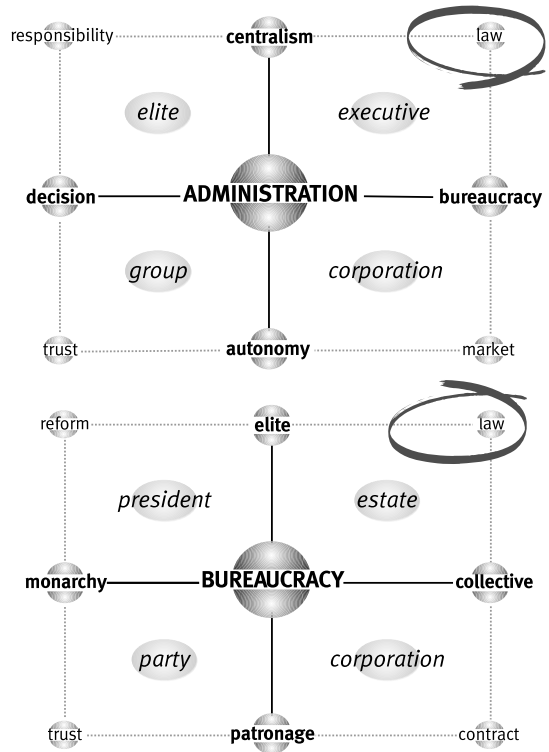 responsibility
centralism
law
elite
executive
decision
ADMINISTRATION
bureaucracy
group
corporation
trust
autonomy
market
reform
elite
law
president
estate
monarchy
BUREAUCRACY
collective
party
corporation
trust
patronage
contract